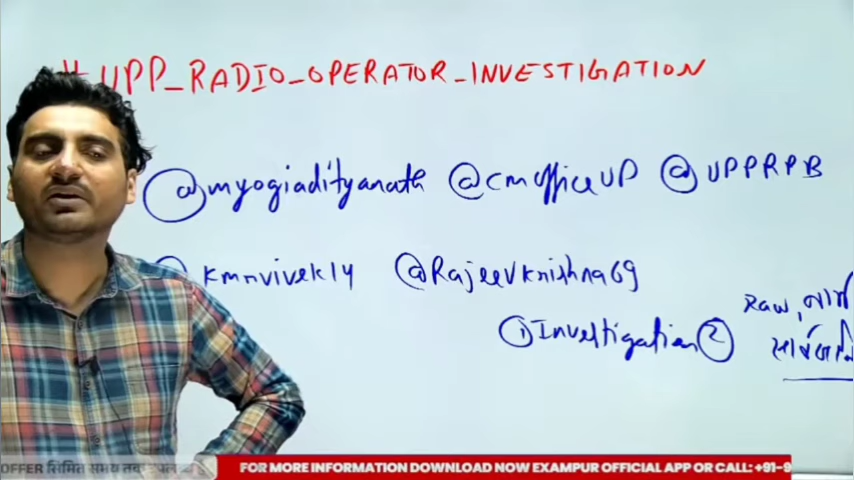 # UPP_RADIO_OPERATOR_INVESTIGATION
@myogiadityanath @cmofficeUP @UPPRPB
kmnvivek14 @RajeevKrishna69
① Investigation ② Raw,
OFFER सिमित समय तक
FOR MORE INFORMATION DOWNLOAD NOW EXAMPUR OFFICIAL APP OR CALL: +91-9